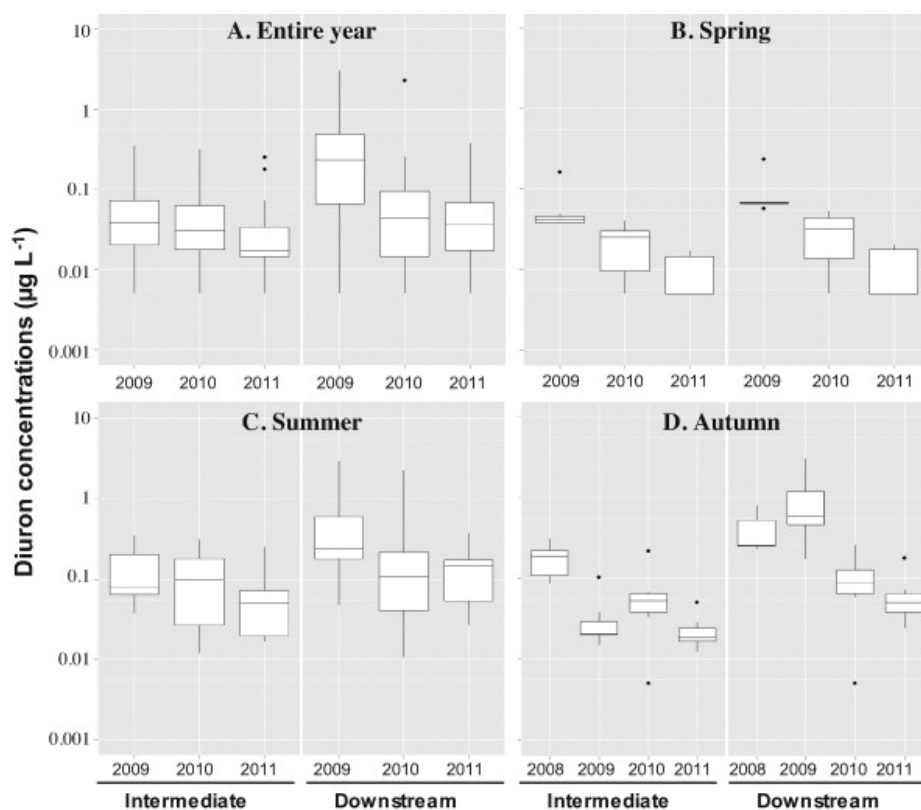 Diuron concentrations (µg L⁻¹)
A. Entire year
B. Spring
10
1
0.1
0.01
0.001
2009 2010 2011 2009 2010 2011 2009 2010 2011 2009 2010 2011
C. Summer
D. Autumn
10
1
0.1
0.01
0.001
2009 2010 2011 2009 2010 2011 2008 2009 2010 2011 2008 2009 2010 2011
Intermediate Downstream Intermediate Downstream